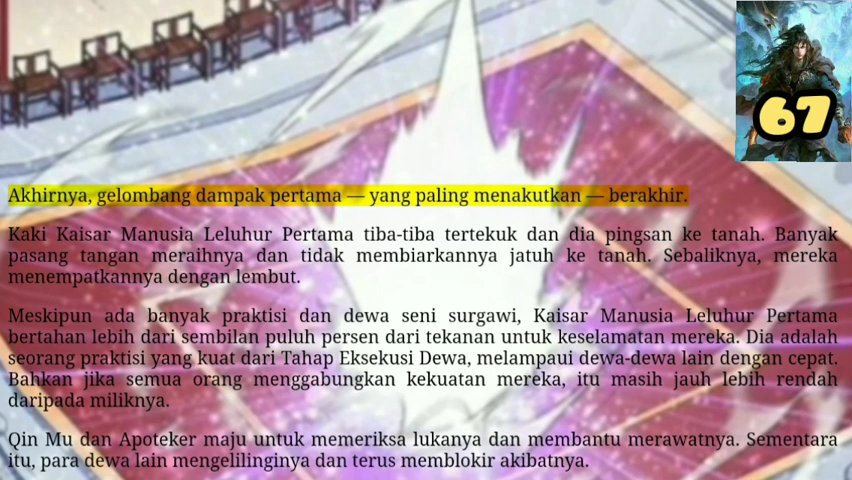 67
Akhirnya, gelombang dampak pertama — yang paling menakutkan — berakhir.
Kaki Kaisar Manusia Leluhur Pertama tiba-tiba tertekuk dan dia pingsan ke tanah. Banyak
pasang tangan meraihnya dan tidak membiarkannya jatuh ke tanah. Sebaliknya, mereka
menempatkannya dengan lembut.
Meskipun ada banyak praktisi dan dewa seni surgawi, Kaisar Manusia Leluhur Pertama
bertahan lebih dari sembilan puluh persen dari tekanan untuk keselamatan mereka. Dia adalah
seorang praktisi yang kuat dari Tahap Eksekusi Dewa, melampaui dewa-dewa lain dengan cepat.
Bahkan jika semua orang menggabungkan kekuatan mereka, itu masih jauh lebih rendah
daripada miliknya.
Qin Mu dan Apoteker maju untuk memeriksa lukanya dan membantu merawatnya. Sementara
itu, para dewa lain mengelilinginya dan terus memblokir akibatnya.